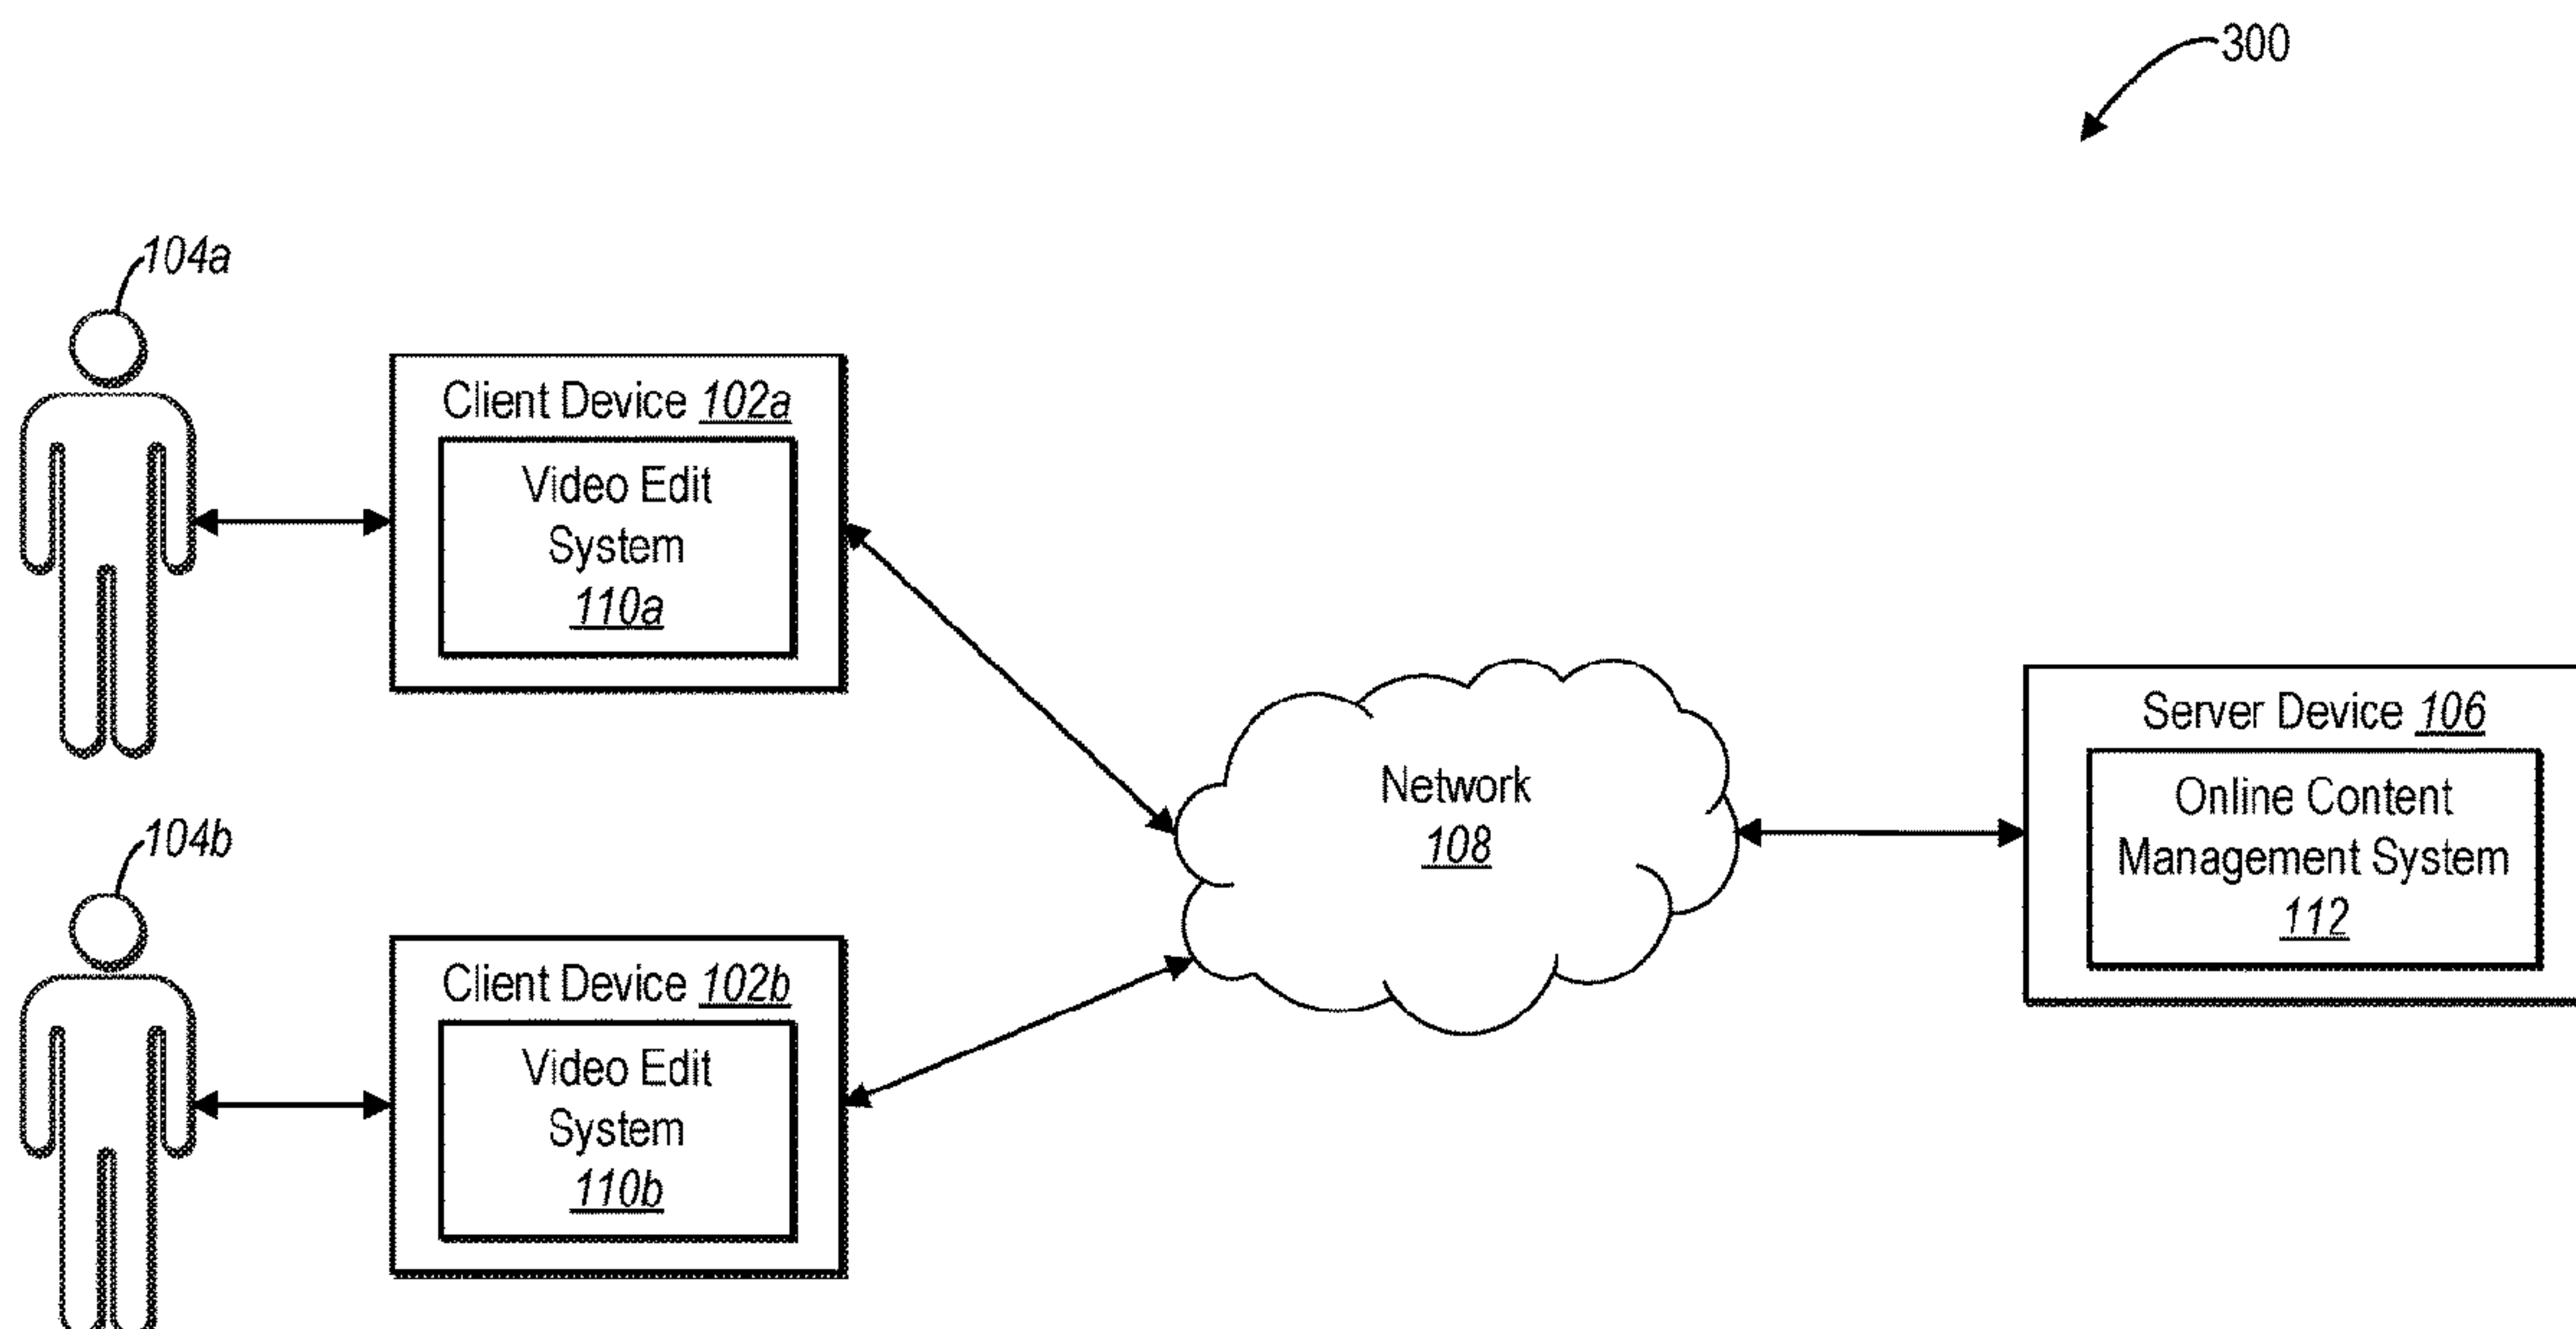 300
104a
Client Device 102a
Video Edit
System
110a
Network
108
Server Device 106
Online Content
Management System
112
104b
Client Device 102b
Video Edit
System
110b